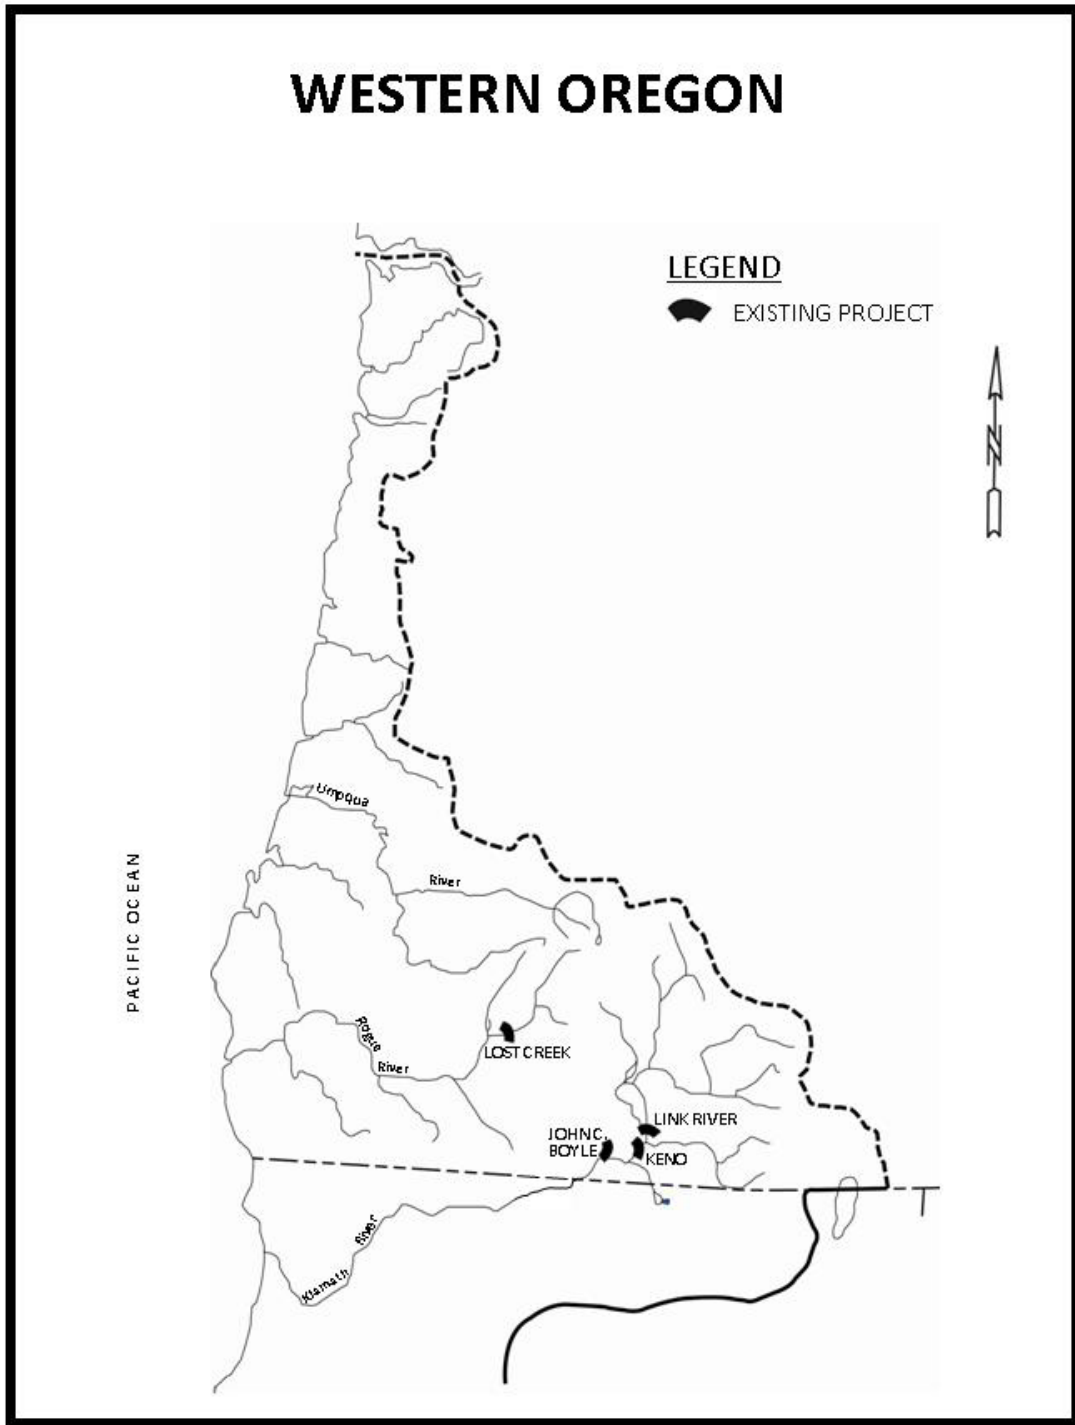 WESTERN OREGON
LEGEND
EXISTING PROJECT
N
Umpqua
River
PACIFIC OCEAN
Rogue
River
LOST CREEK
LINK RIVER
JOHN C.
BOYLE
KENO
River
Klamath